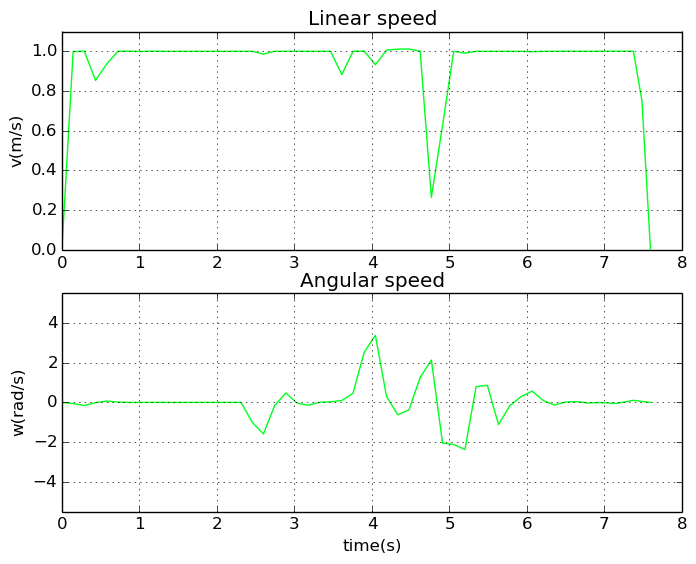 Linear speed
v(m/s)
1.0
0.8
0.6
0.4
0.2
0.0
0 1 2 3 4 5 6 7 8
Angular speed
w(rad/s)
4
2
0
−2
−4
0 1 2 3 4 5 6 7 8
time(s)